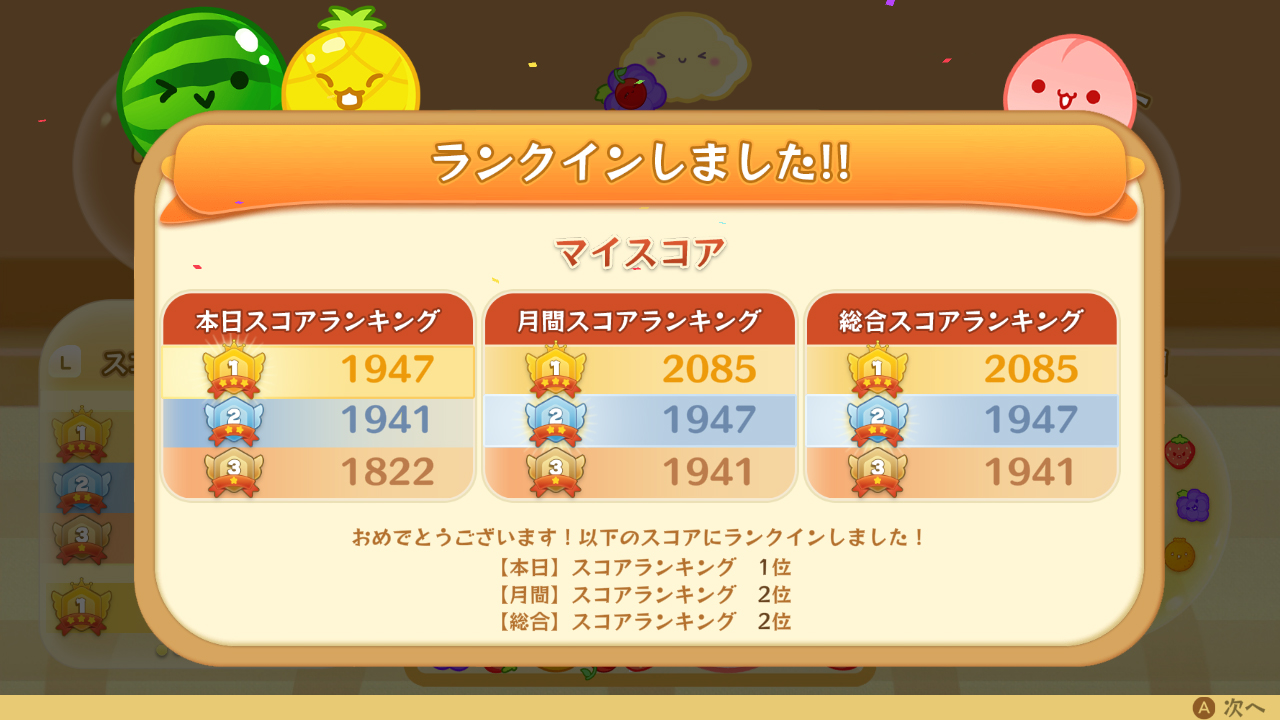 ランクインしました!!
マイスコア
本日スコアランキング
1 1947
2 1941
3 1822
月間スコアランキング
1 2085
2 1947
3 1941
総合スコアランキング
1 2085
2 1947
3 1941
L
1
2
3
1
おめでとうございます！以下のスコアにランクインしました！
【本日】スコアランキング 1位
【月間】スコアランキング 2位
【総合】スコアランキング 2位
A 次へ